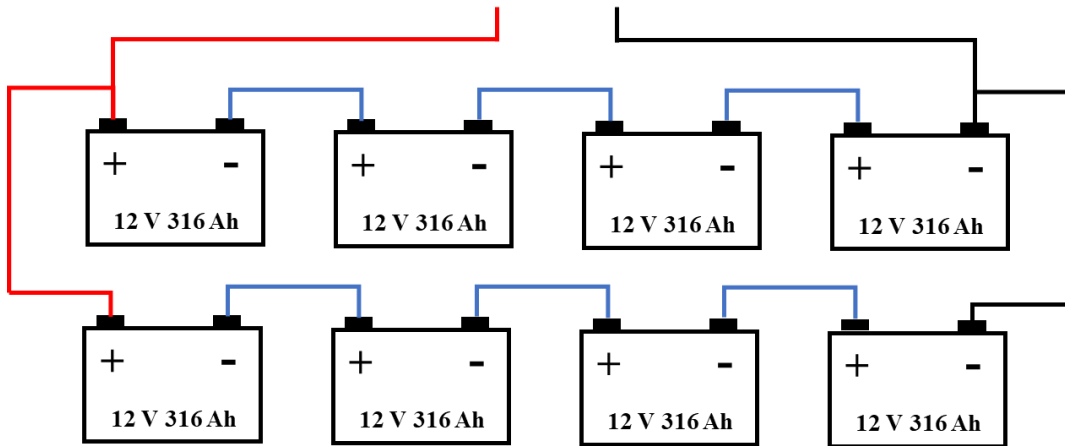 + - + - + - + -
12 V 316 Ah 12 V 316 Ah 12 V 316 Ah 12 V 316 Ah
+ - + - + - + -
12 V 316 Ah 12 V 316 Ah 12 V 316 Ah 12 V 316 Ah